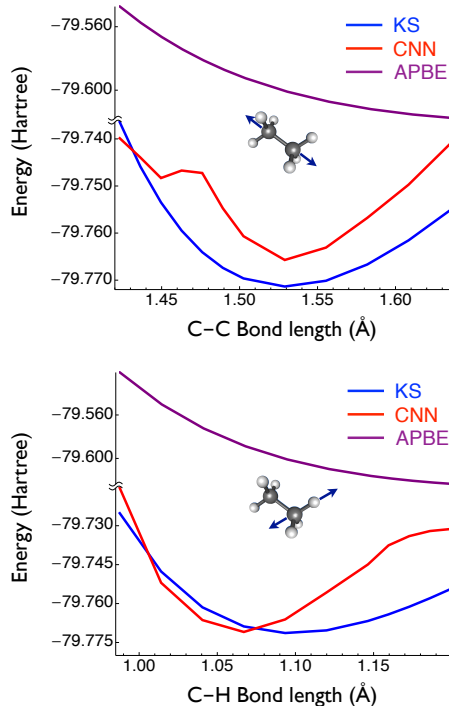 KS
CNN
APBE
−79.560
−79.600
−79.740
−79.750
−79.760
−79.770
Energy (Hartree)
1.45 1.50 1.55 1.60
C−C Bond length (Å)
KS
CNN
APBE
−79.560
−79.600
−79.730
−79.745
−79.760
−79.775
Energy (Hartree)
1.00 1.05 1.10 1.15
C−H Bond length (Å)